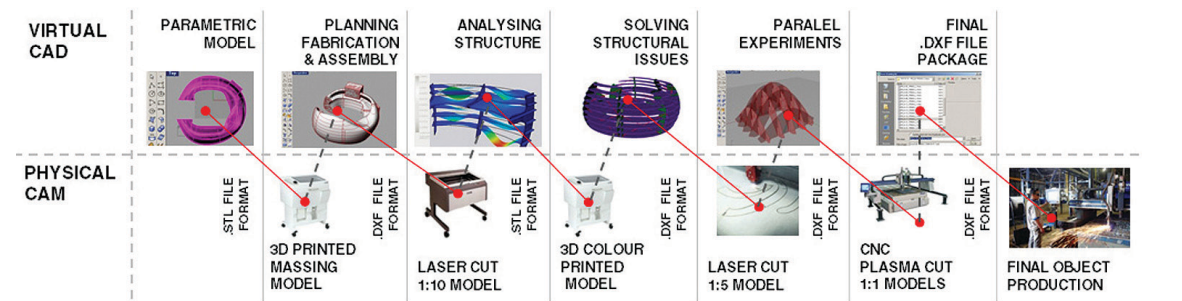 VIRTUAL
CAD
PARAMETRIC
MODEL
PLANNING
FABRICATION
& ASSEMBLY
ANALYSING
STRUCTURE
SOLVING
STRUCTURAL
ISSUES
PARALEL
EXPERIMENTS
FINAL
.DXF FILE
PACKAGE
PHYSICAL
CAM
.STL FILE
FORMAT
3D PRINTED
MASSING
MODEL
.DXF FILE
FORMAT
LASER CUT
1:10 MODEL
.STL FILE
FORMAT
3D COLOUR
PRINTED
MODEL
.DXF FILE
FORMAT
LASER CUT
1:5 MODEL
.DXF FILE
FORMAT
CNC
PLASMA CUT
1:1 MODELS
.DXF FILE
FORMAT
FINAL OBJECT
PRODUCTION